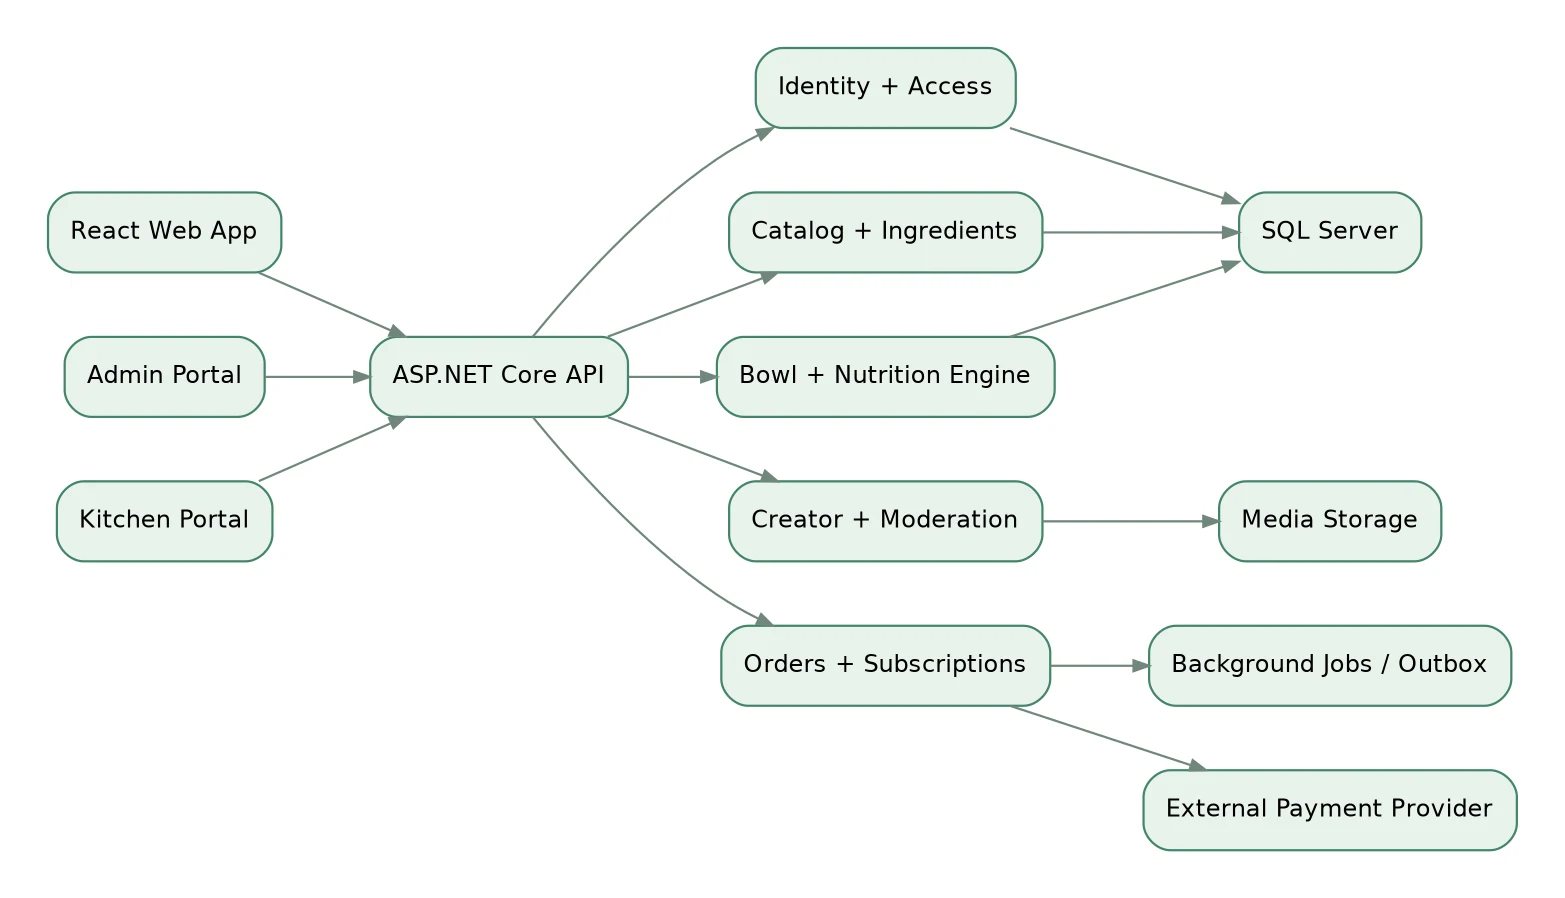 React Web App
Admin Portal
Kitchen Portal
ASP.NET Core API
Identity + Access
Catalog + Ingredients
Bowl + Nutrition Engine
Creator + Moderation
Orders + Subscriptions
SQL Server
Media Storage
Background Jobs / Outbox
External Payment Provider